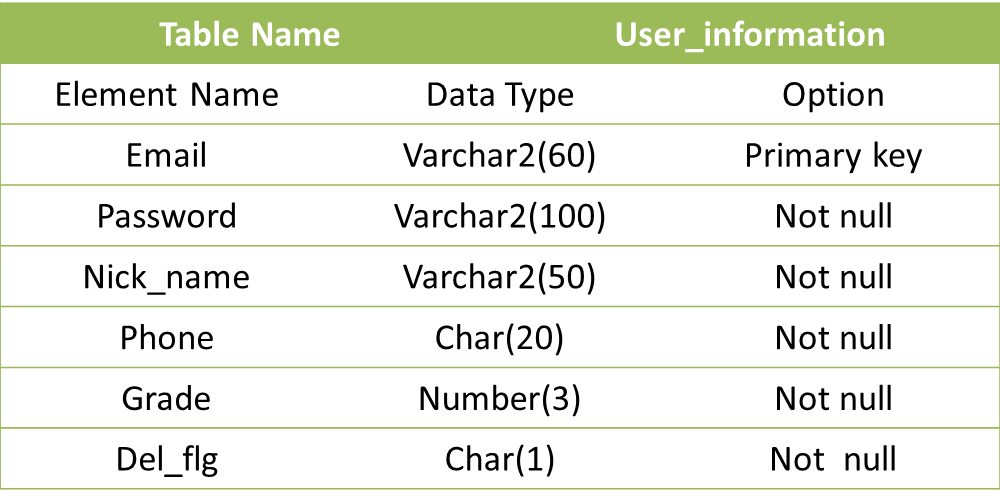 Table Name User_information
Element Name Data Type Option
Email Varchar2(60) Primary key
Password Varchar2(100) Not null
Nick_name Varchar2(50) Not null
Phone Char(20) Not null
Grade Number(3) Not null
Del_flg Char(1) Not null